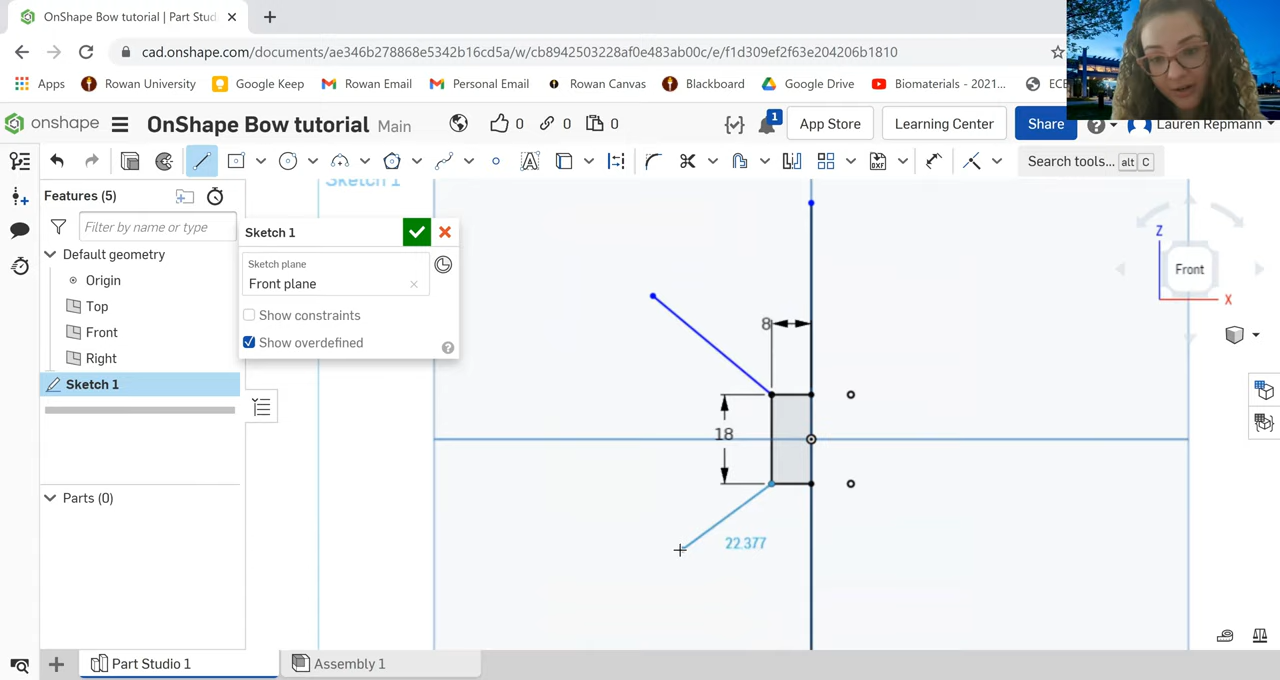 OnShape Bow tutorial | Part Stud
cad.onshape.com/documents/ae346b278868e5342b16cd5a/w/cb8942503228af0e483ab00c/e/f1d309ef2f63e204206b1810
Apps Rowan University Google Keep Rowan Email Personal Email Rowan Canvas Blackboard Google Drive Biomaterials - 2021... ECE
onshape OnShape Bow tutorial Main 0 0 0 1 App Store Learning Center Share Lauren Repmann
Search tools... alt C
Features (5)
Filter by name or type
Default geometry
Origin
Top
Front
Right
Sketch 1
Parts (0)
Sketch 1
Sketch 1
Sketch plane
Front plane
Show constraints
Show overdefined
8
18
22.377
Z
Front
X
Part Studio 1 Assembly 1